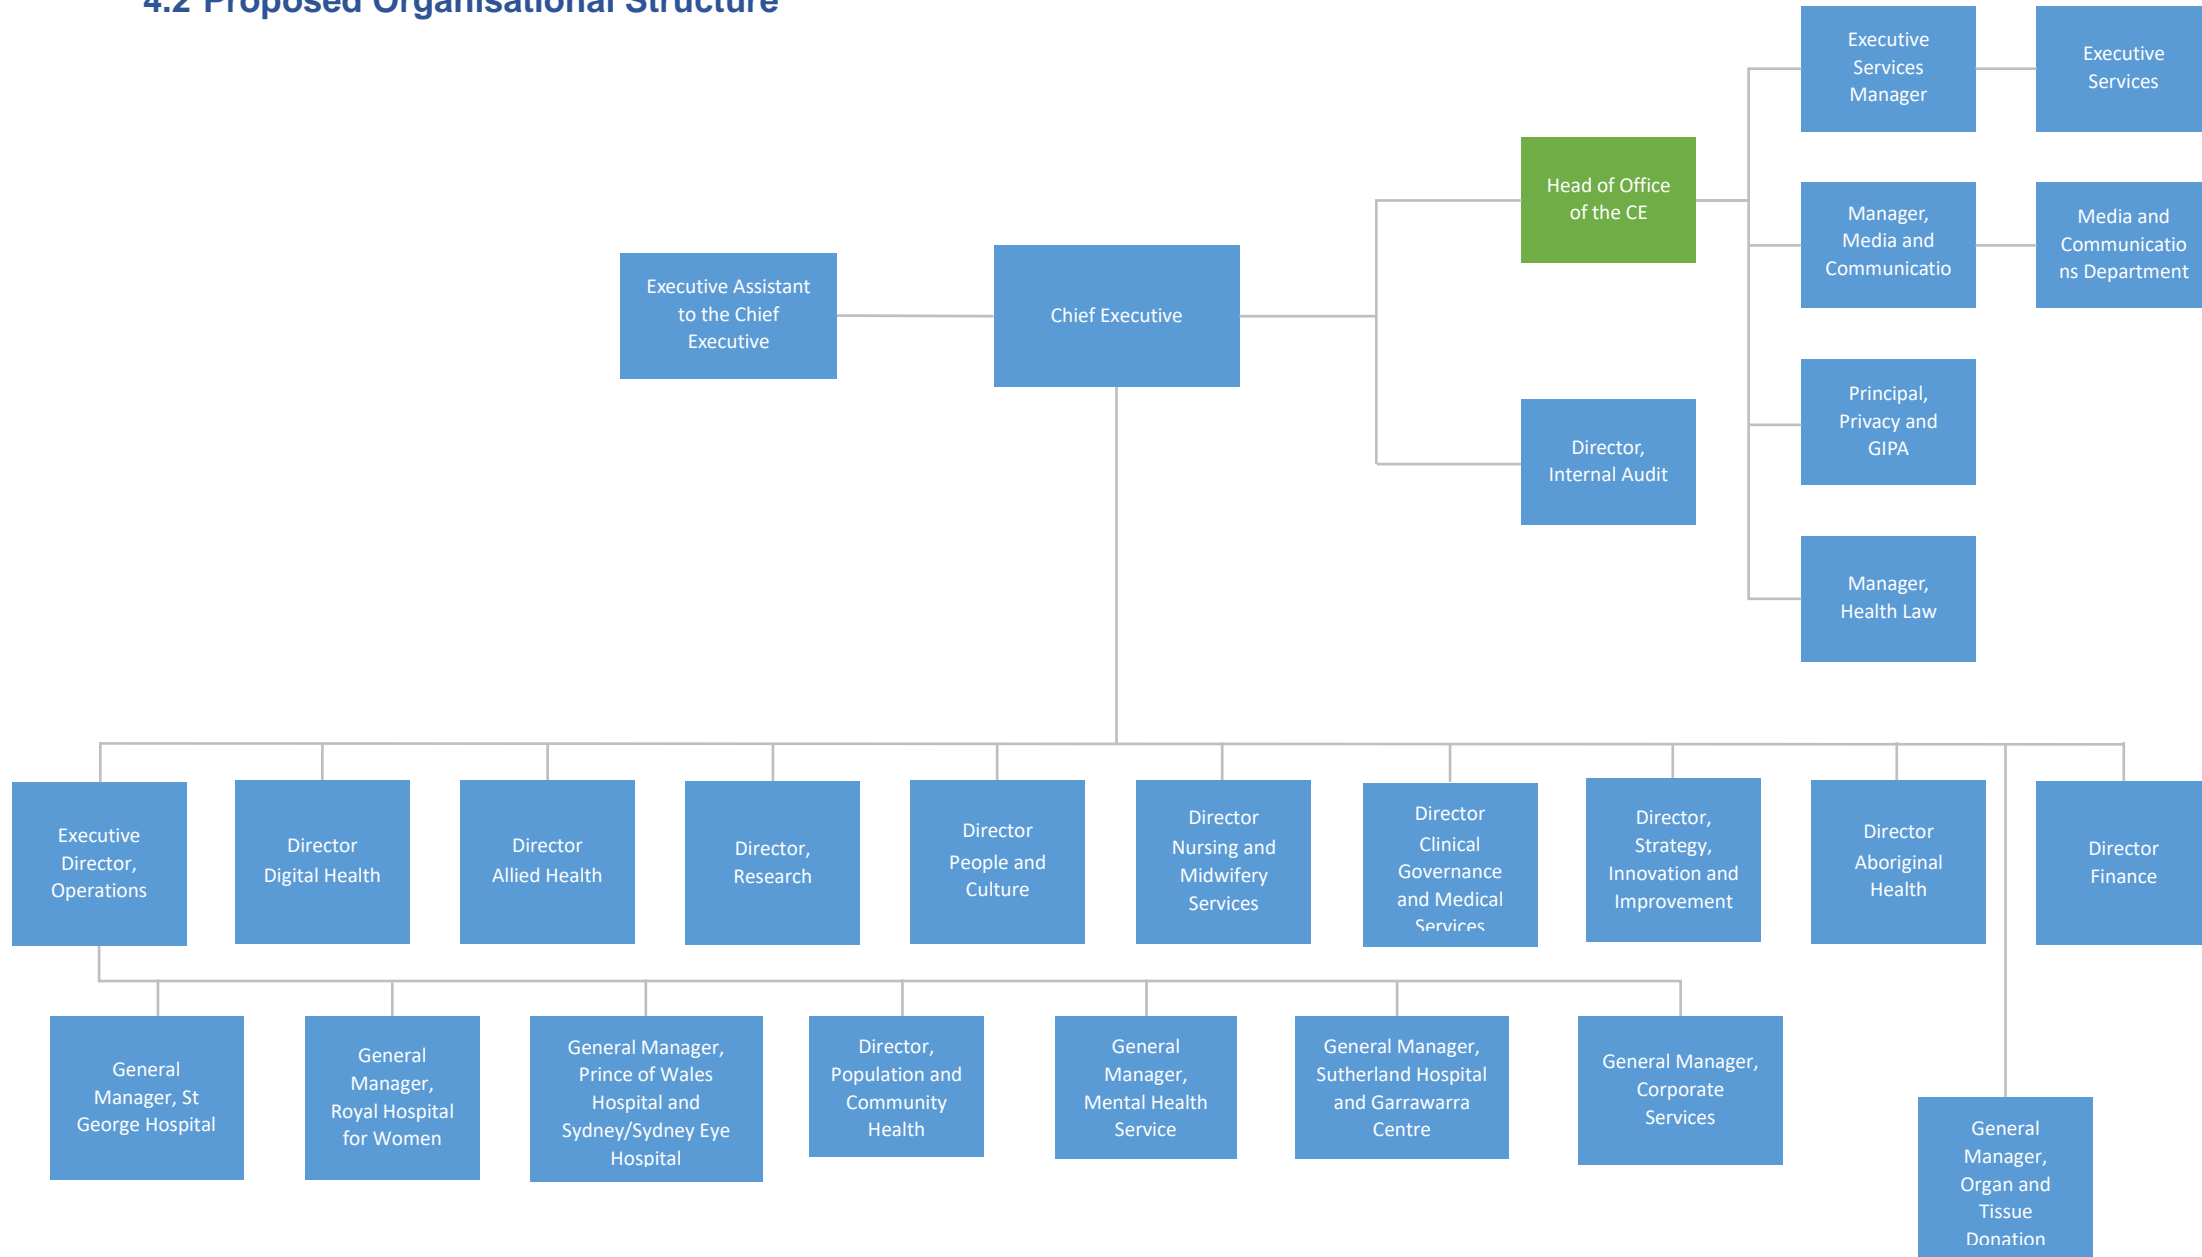 4.2 Proposed Organisational Structure
Executive
Services
Manager
Executive
Services
Head of Office
of the CE
Manager,
Media and
Communicatio
Media and
Communicatio
ns Department
Executive Assistant
to the Chief
Executive
Chief Executive
Principal,
Privacy and
GIPA
Director,
Internal Audit
Manager,
Health Law
Executive
Director,
Operations
Director
Digital Health
Director
Allied Health
Director,
Research
Director
People and
Culture
Director
Nursing and
Midwifery
Services
Director
Clinical
Governance
and Medical
Services
Director,
Strategy,
Innovation and
Improvement
Director
Aboriginal
Health
Director
Finance
General
Manager, St
George Hospital
General
Manager,
Royal Hospital
for Women
General Manager,
Prince of Wales
Hospital and
Sydney/Sydney Eye
Hospital
Director,
Population and
Community
Health
General
Manager,
Mental Health
Service
General Manager,
Sutherland Hospital
and Garrawarra
Centre
General Manager,
Corporate
Services
General
Manager,
Organ and
Tissue
Donation